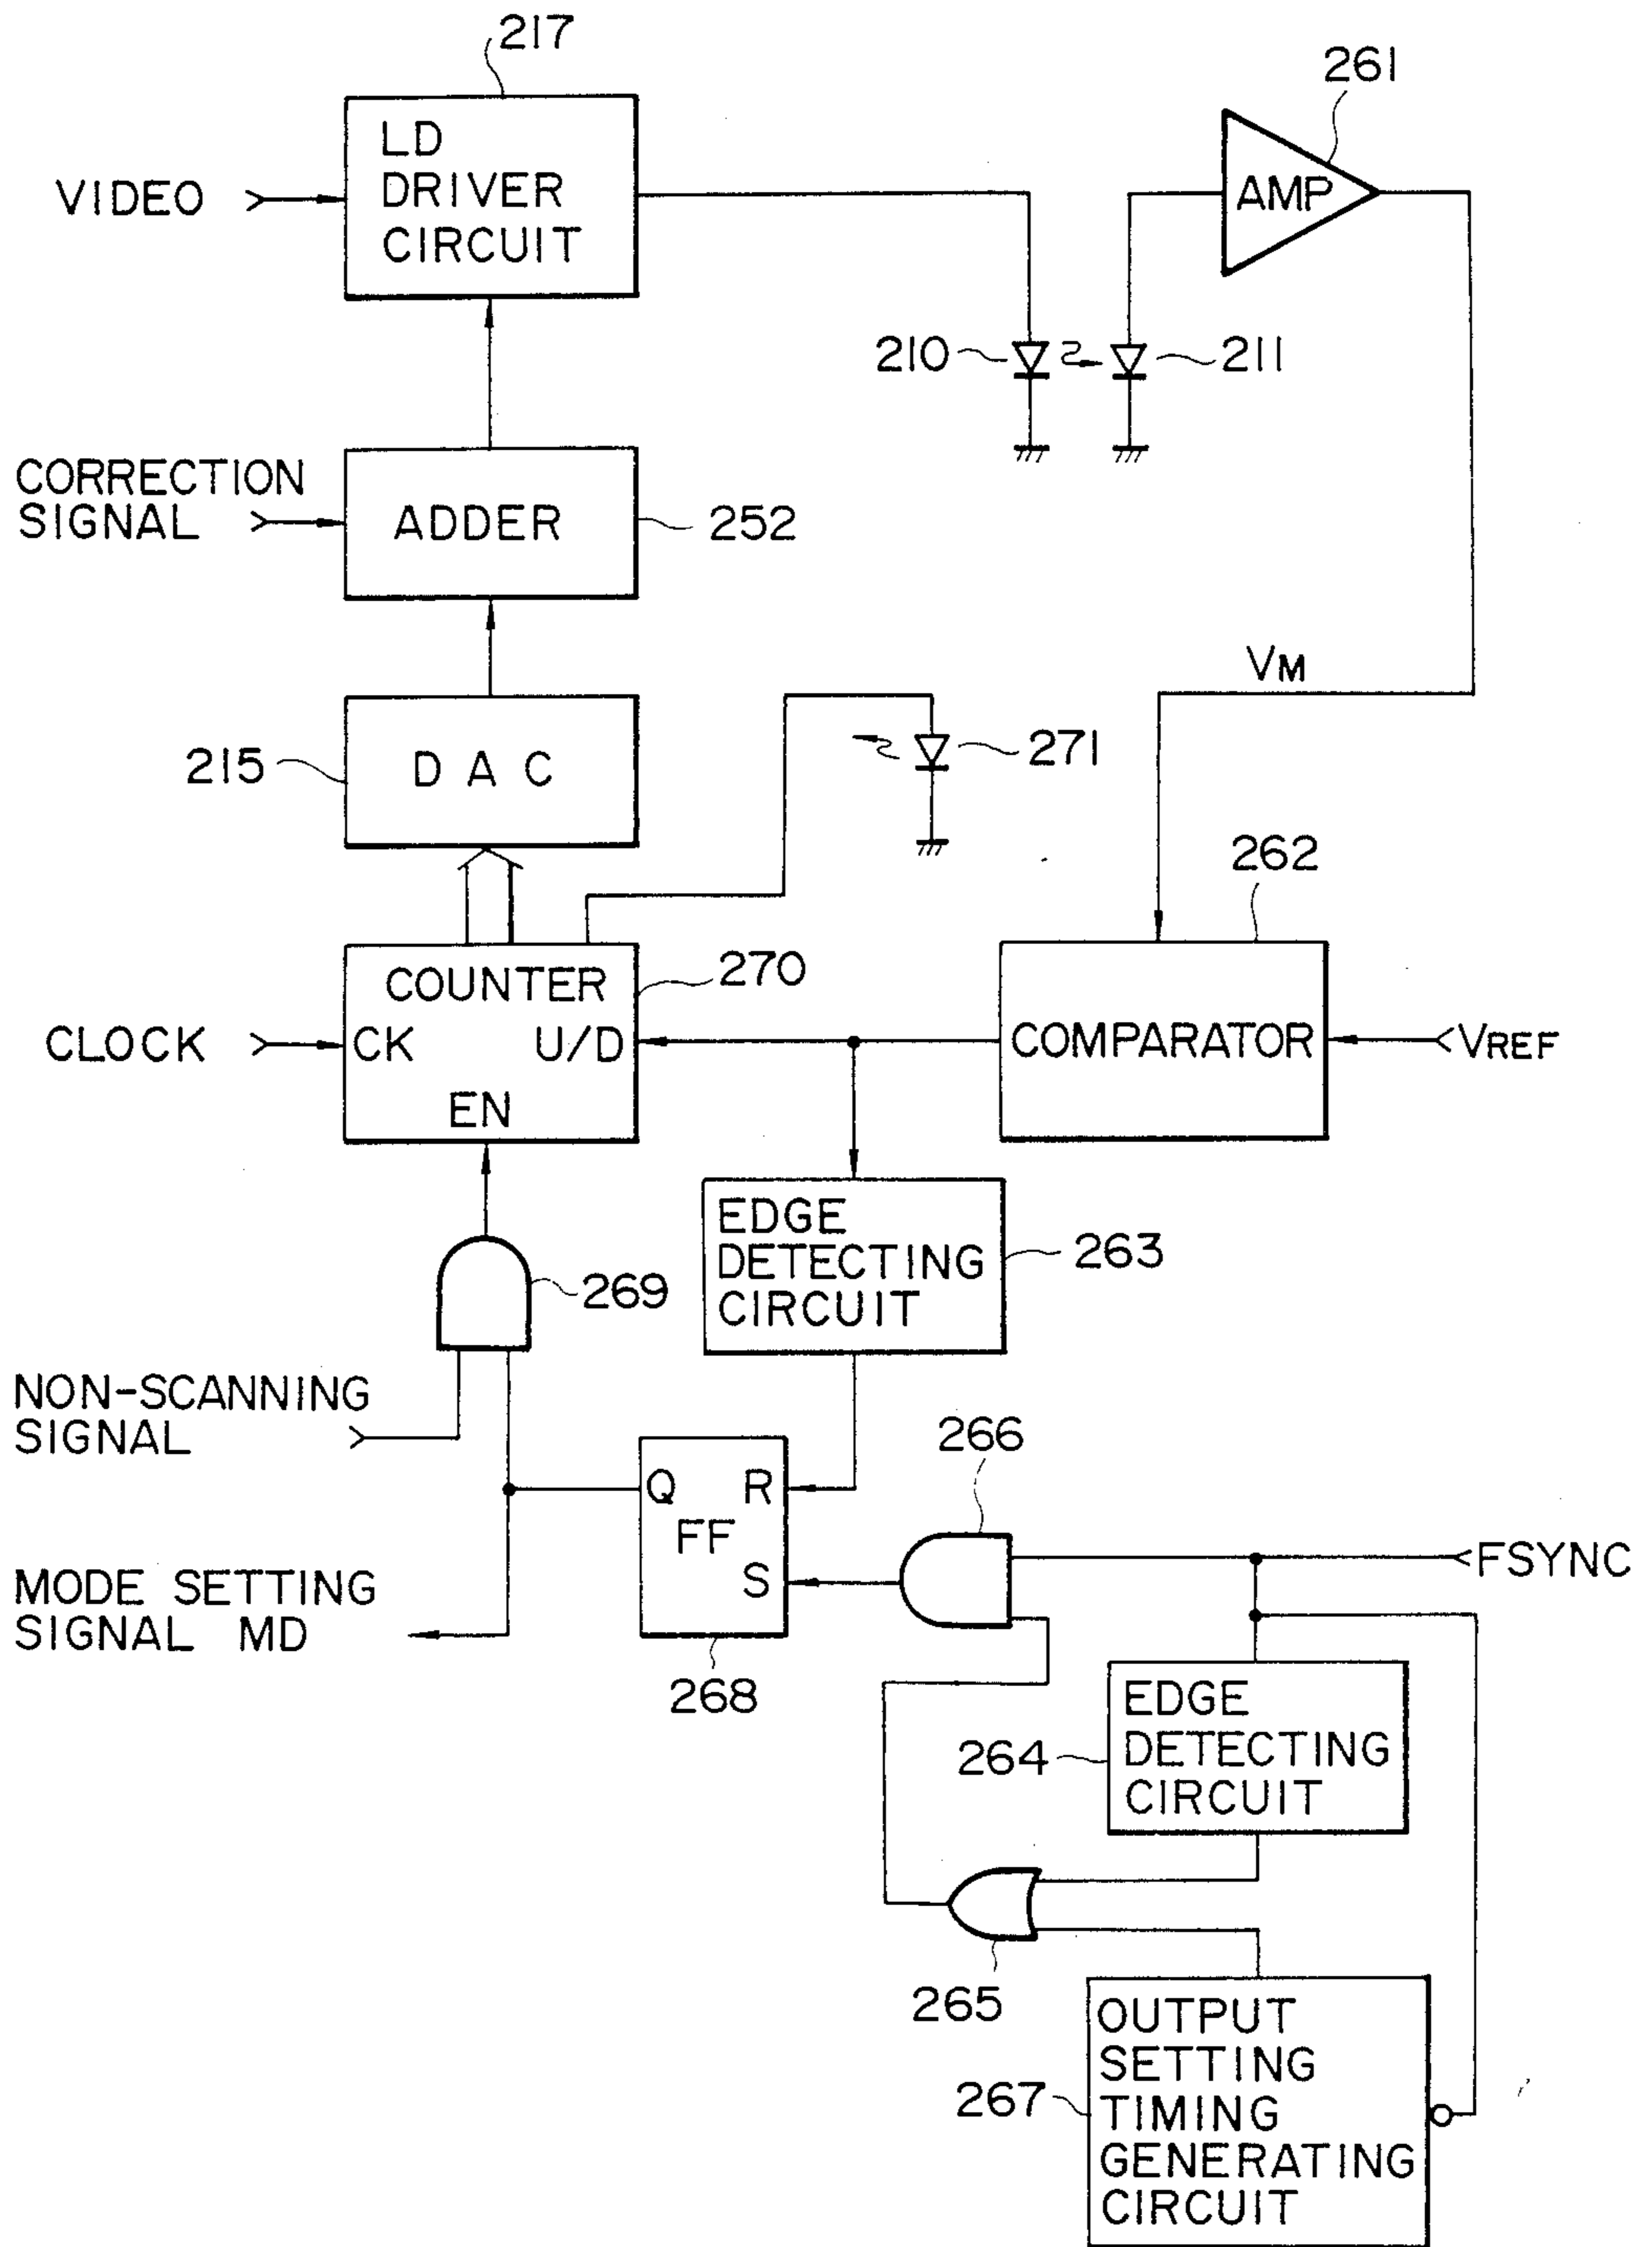 217
261
LD
DRIVER
CIRCUIT
VIDEO
AMP
210
211
CORRECTION
SIGNAL
ADDER
252
VM
DAC
215
271
262
COUNTER
270
CLOCK
CK
U/D
EN
COMPARATOR
VREF
EDGE
DETECTING
CIRCUIT
263
269
NON-SCANNING
SIGNAL
266
Q
R
FF
S
FSYNC
MODE SETTING
SIGNAL MD
268
EDGE
DETECTING
CIRCUIT
264
265
OUTPUT
SETTING
TIMING
GENERATING
CIRCUIT
267